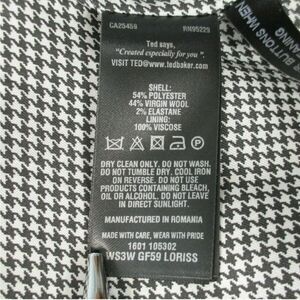 CA25459 RN95229
Ted says,
"Created especially for you".
VISIT TED@www.tedbaker.com
SHELL:
54% POLYESTER
44% VIRGIN WOOL
2% ELASTANE
LINING:
100% VISCOSE
DRY CLEAN ONLY. DO NOT WASH.
DO NOT TUMBLE DRY. COOL IRON
ON REVERSE. DO NOT USE
PRODUCTS CONTAINING BLEACH,
OIL OR ALCOHOL. DO NOT LEAVE
IN DIRECT SUNLIGHT.
MANUFACTURED IN ROMANIA
MADE WITH CARE, WEAR WITH PRIDE
1601 105302
WS3W GF59 LORISS
BUTTONS WHEN